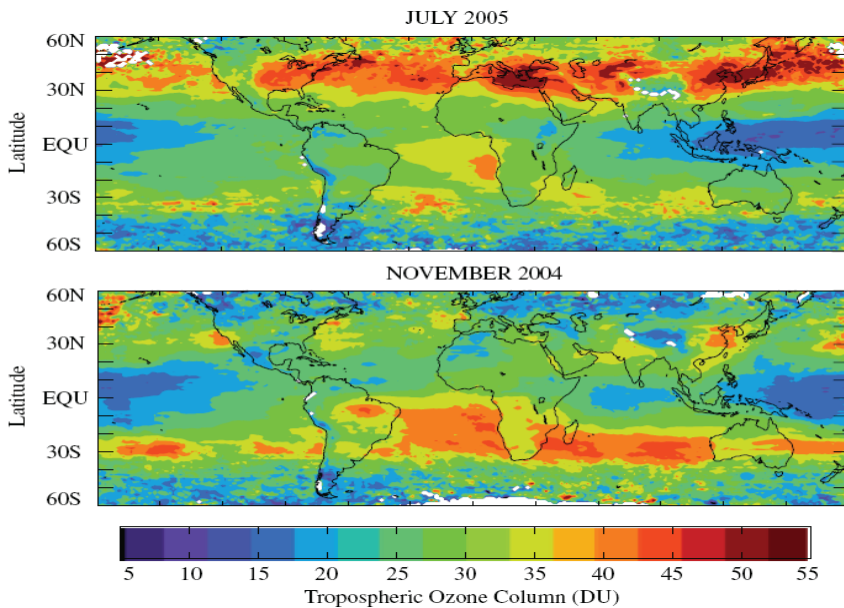 JULY 2005
60N
30N
EQU
30S
60S
Latitude
NOVEMBER 2004
60N
30N
EQU
30S
60S
Latitude
5 10 15 20 25 30 35 40 45 50 55
Tropospheric Ozone Column (DU)